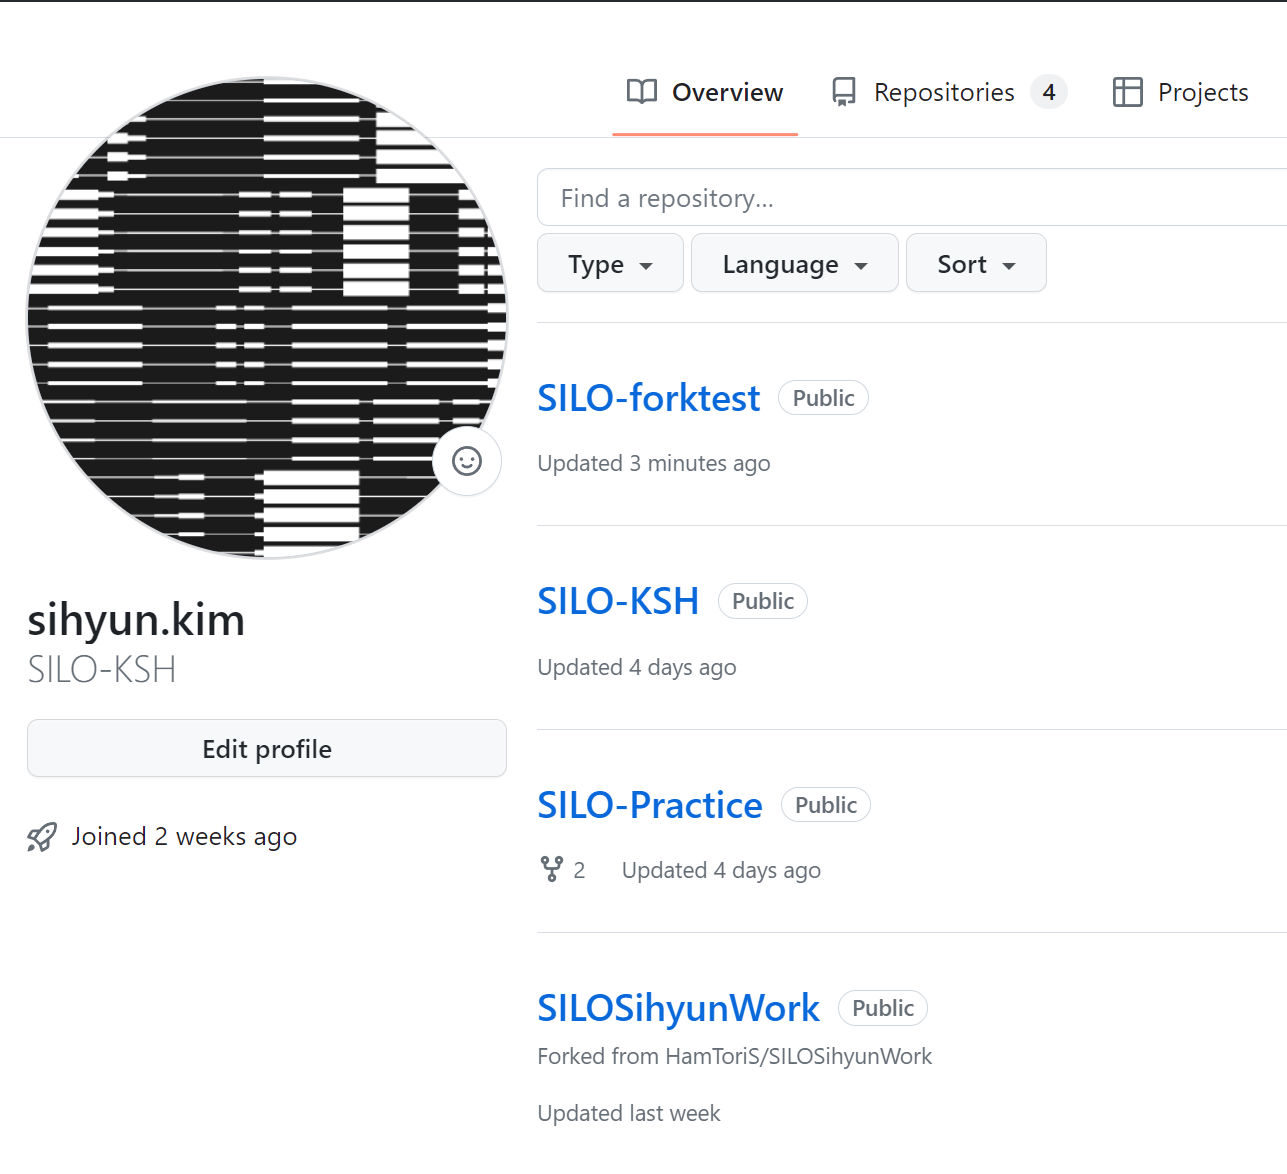 Overview Repositories 4 Projects
Find a repository...
Type Language Sort
SILO-forktest Public
Updated 3 minutes ago
SILO-KSH Public
Updated 4 days ago
SILO-Practice Public
2 Updated 4 days ago
SILOSihyunWork Public
Forked from HamToriS/SILOSihyunWork
Updated last week
sihyun.kim
SILO-KSH
Edit profile
Joined 2 weeks ago